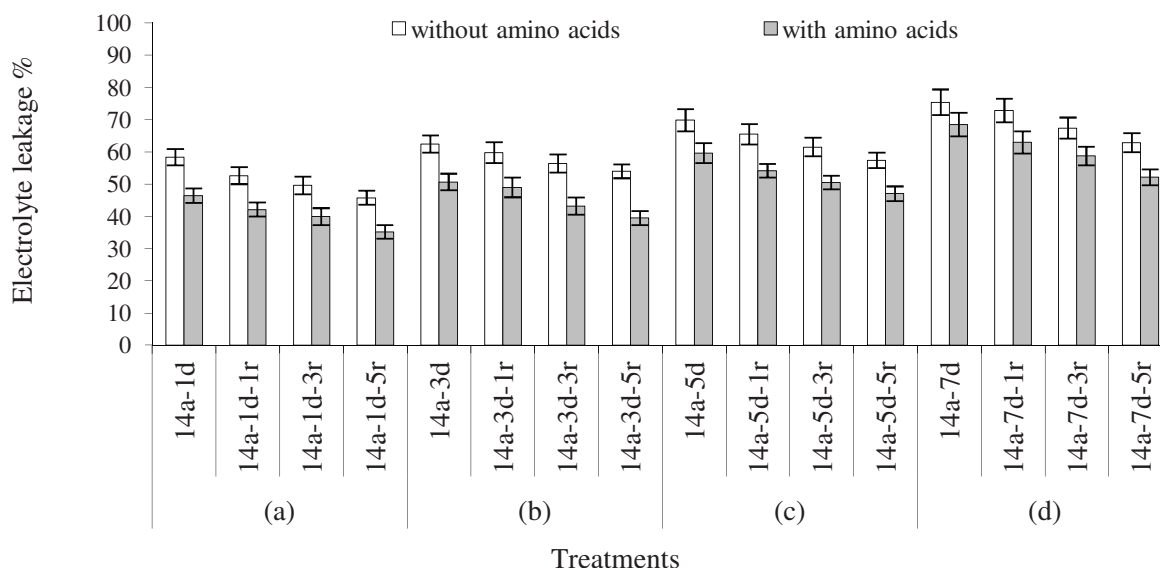 without amino acids
with amino acids
Electrolyte leakage %
100
90
80
70
60
50
40
30
20
10
0
14a-1d
14a-1d-1r
14a-1d-3r
14a-1d-5r
14a-3d
14a-3d-1r
14a-3d-3r
14a-3d-5r
14a-5d
14a-5d-1r
14a-5d-3r
14a-5d-5r
14a-7d
14a-7d-1r
14a-7d-3r
14a-7d-5r
(a)
(b)
(c)
(d)
Treatments